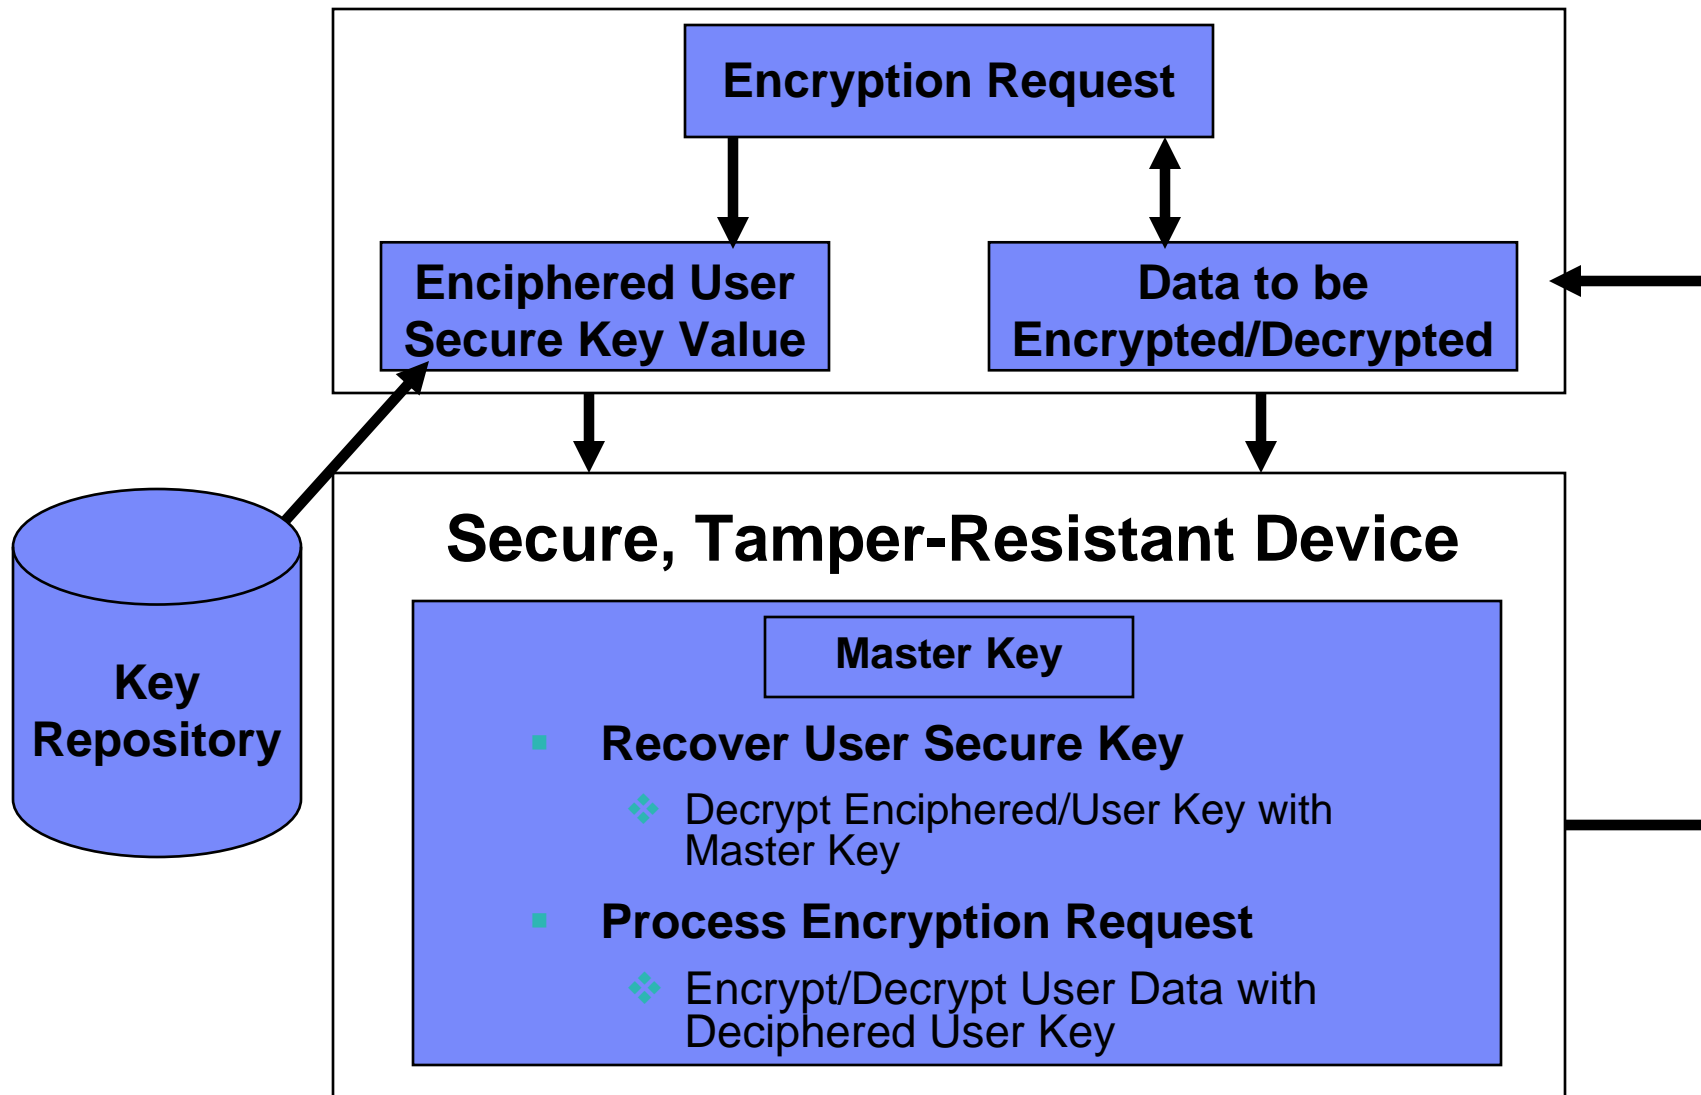 Encryption Request
Enciphered User
Secure Key Value
Data to be
Encrypted/Decrypted
Key
Repository
Secure, Tamper-Resistant Device
Master Key
Recover User Secure Key
Decrypt Enciphered/User Key with
Master Key
Process Encryption Request
Encrypt/Decrypt User Data with
Deciphered User Key